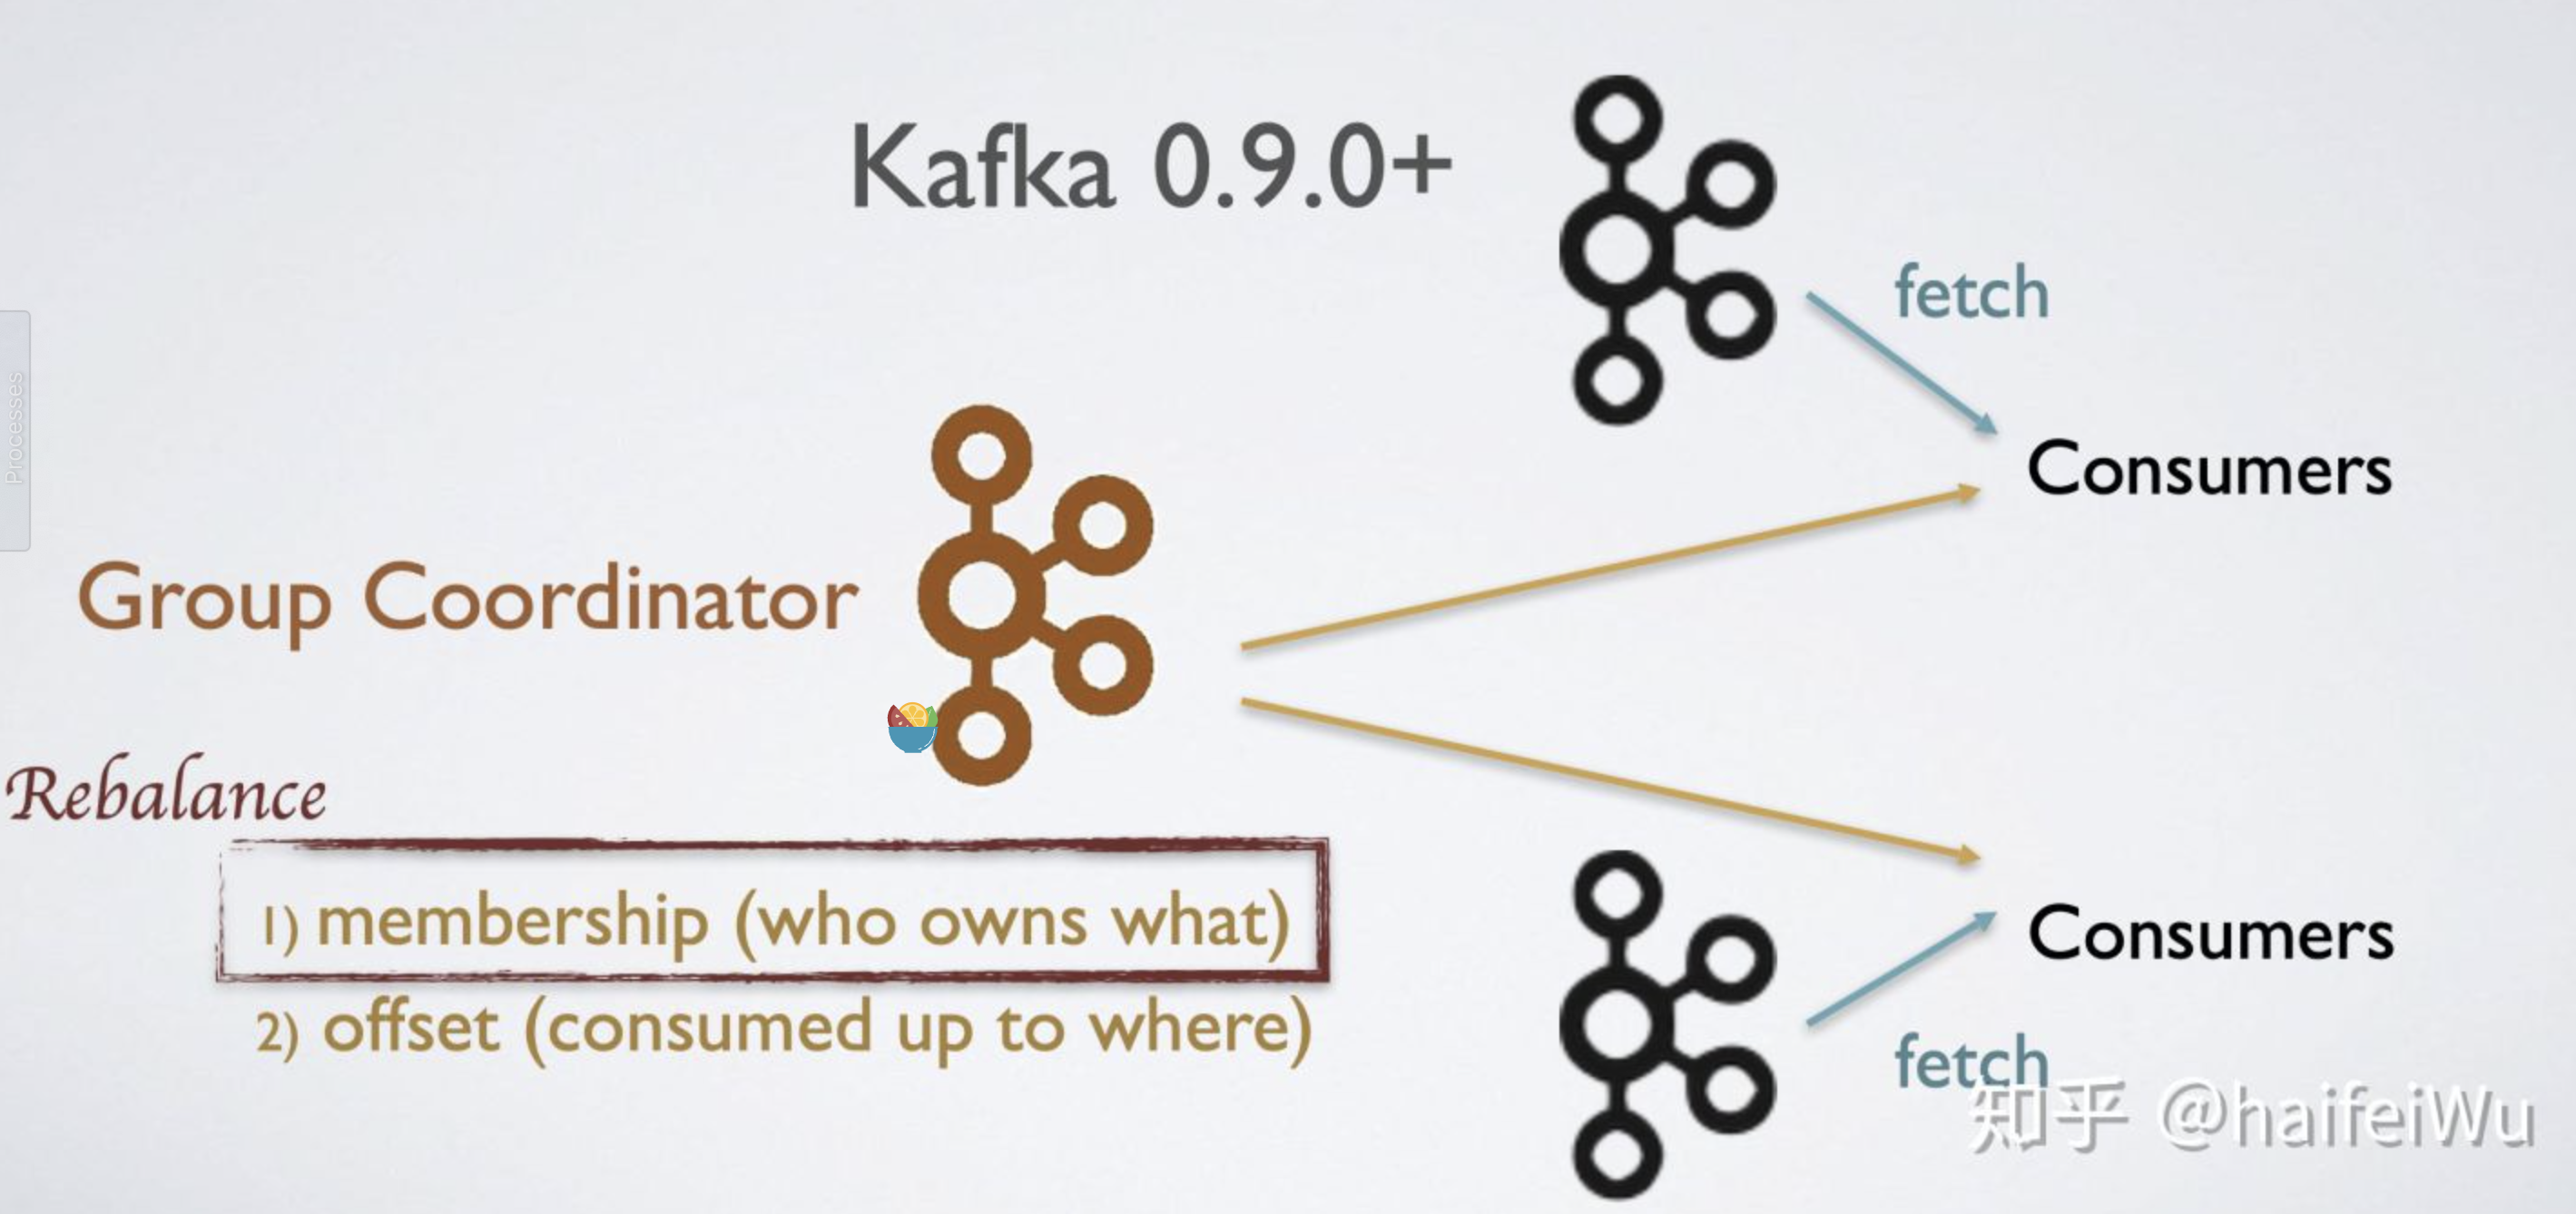 Kafka 0.9.0+
fetch
Processes
Consumers
Group Coordinator
Rebalance
1) membership (who owns what)
Consumers
2) offset (consumed up to where)
fetch
知乎 @haifeiWu